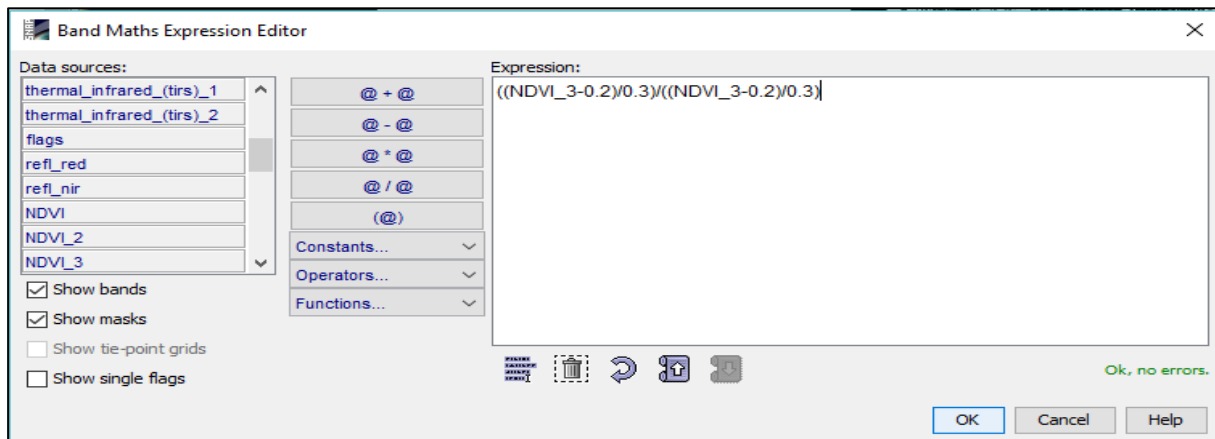 Band Maths Expression Editor
Data sources:
thermal_infrared_(tirs)_1
thermal_infrared_(tirs)_2
flags
refl_red
refl_nir
NDVI
NDVI_2
NDVI_3
Show bands
Show masks
Show tie-point grids
Show single flags
@ + @
@ - @
@ * @
@ / @
(@)
Constants...
Operators...
Functions...
Expression:
((NDVI_3-0.2)/0.3)/((NDVI_3-0.2)/0.3)
Ok, no errors.
OK
Cancel
Help